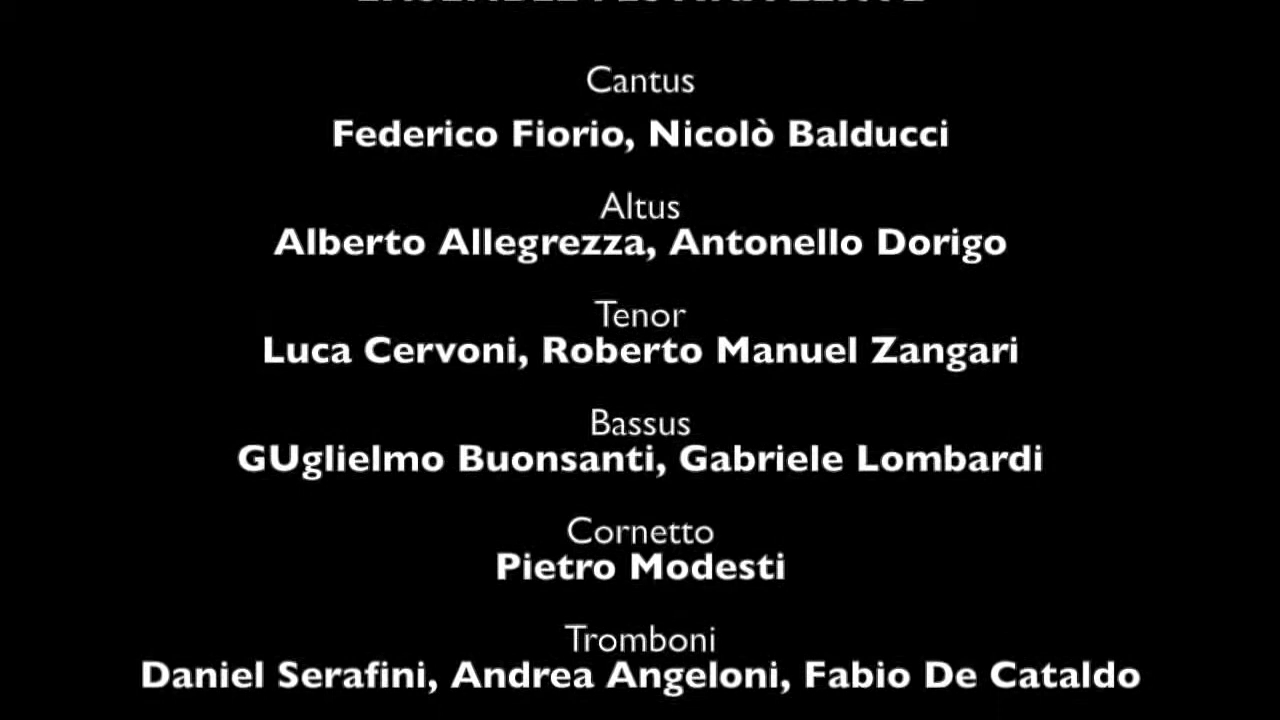 Cantus
Federico Fiorio, Nicolò Balducci
Altus
Alberto Allegrezza, Antonello Dorigo
Tenor
Luca Cervoni, Roberto Manuel Zangari
Bassus
GUglielmo Buonsanti, Gabriele Lombardi
Cornetto
Pietro Modesti
Tromboni
Daniel Serafini, Andrea Angeloni, Fabio De Cataldo